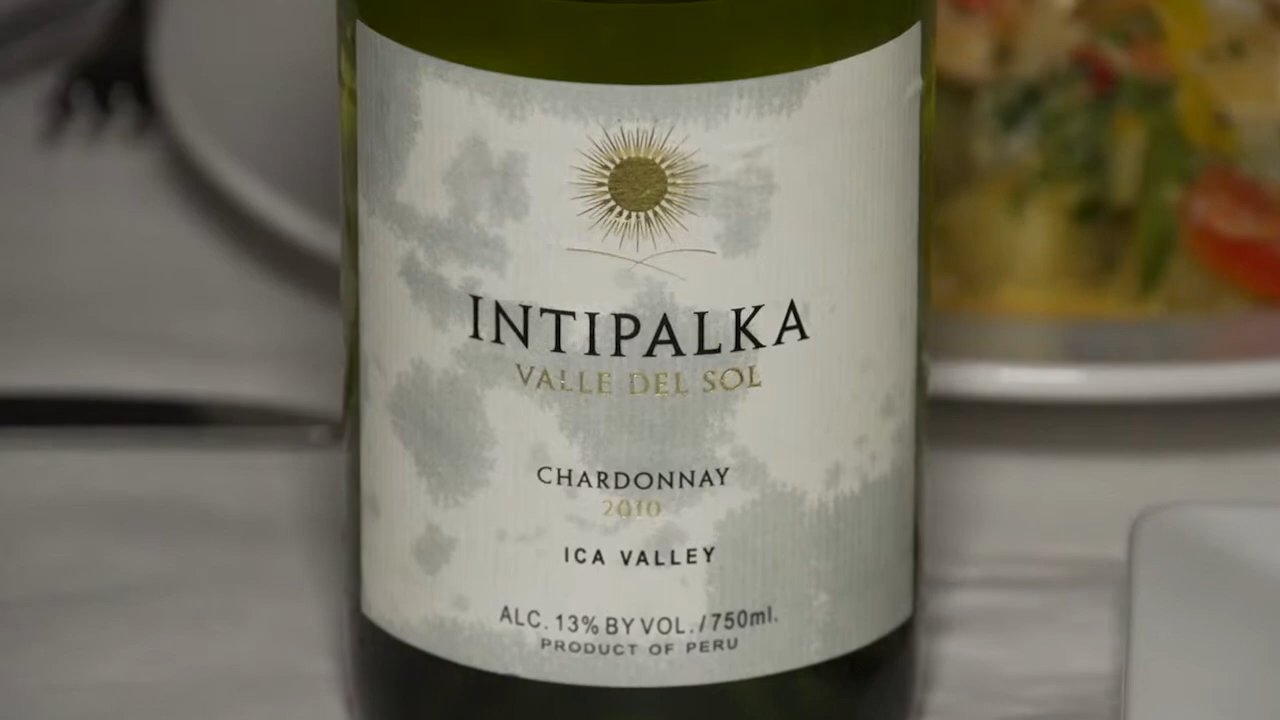 INTIPALKA
VALLE DEL SOL
CHARDONNAY
2010
ICA VALLEY
ALC. 13% BY VOL. / 750ml.
PRODUCT OF PERU